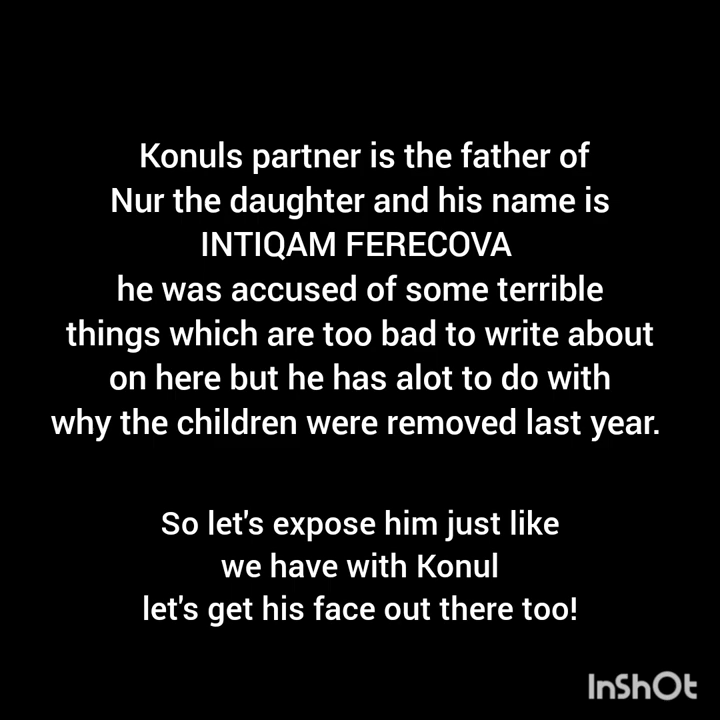 Konuls partner is the father of
Nur the daughter and his name is
INTIQAM FERECOVA
he was accused of some terrible
things which are too bad to write about
on here but he has alot to do with
why the children were removed last year.
So let's expose him just like
we have with Konul
let's get his face out there too!
InShOt